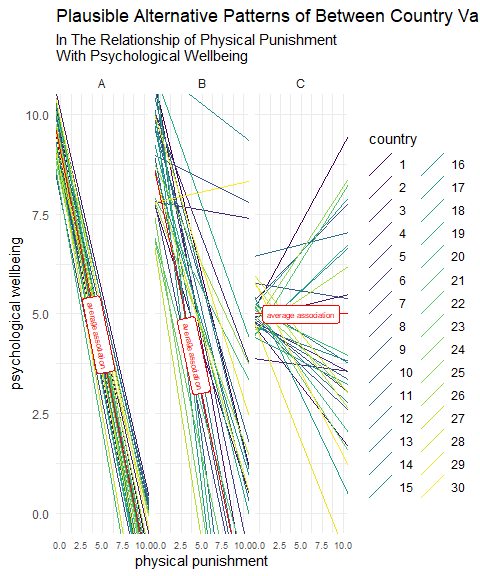 Plausible Alternative Patterns of Between Country Va
In The Relationship of Physical Punishment
With Psychological Wellbeing
A B C
psychological wellbeing
10.0
7.5
5.0
2.5
0.0
average association
average association
average association
0.0 2.5 5.0 7.5 10.0
0.0 2.5 5.0 7.5 10.0
0.0 2.5 5.0 7.5 10.0
physical punishment
country
1 16
2 17
3 18
4 19
5 20
6 21
7 22
8 23
9 24
10 25
11 26
12 27
13 28
14 29
15 30